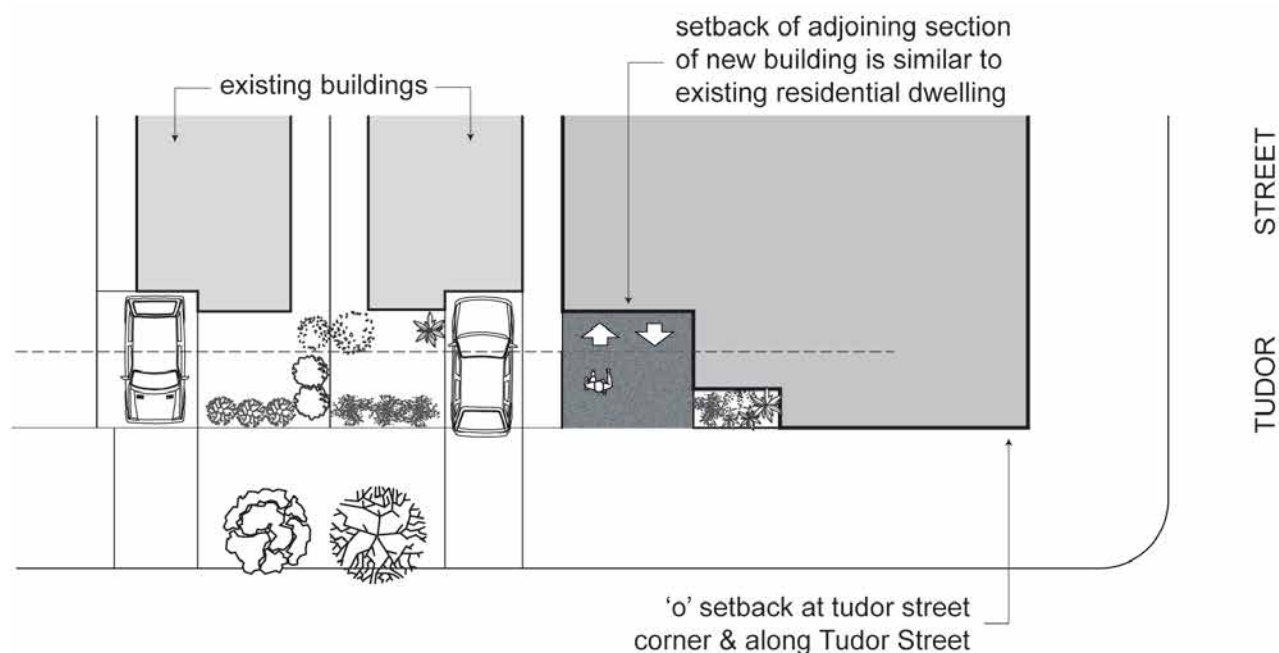 setback of adjoining section
of new building is similar to
existing residential dwelling
existing buildings
TUDOR STREET
‘o’ setback at tudor street
corner & along Tudor Street